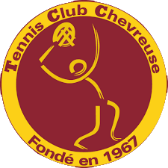 Tennis Club Chevreuse
Fondé en 1967